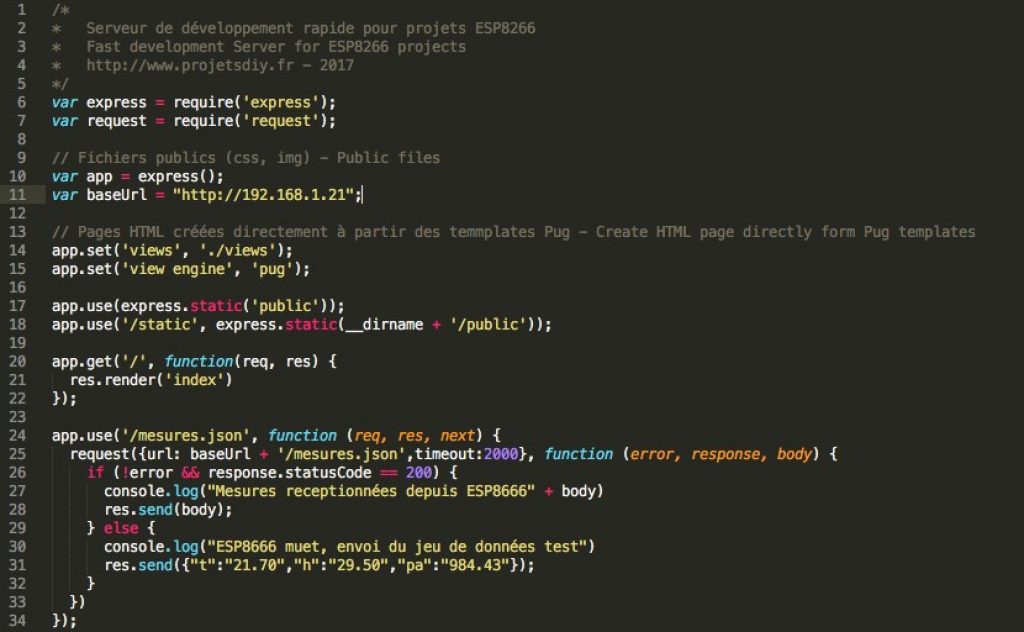 1 /*
2 *   Serveur de développement rapide pour projets ESP8266
3 *   Fast development Server for ESP8266 projects
4 *   http://www.projetsdiy.fr - 2017
5 */
6 var express = require('express');
7 var request = require('request');
8
9 // Fichiers publics (css, img) - Public files
10 var app = express();
11 var baseUrl = "http://192.168.1.21";
12
13 // Pages HTML créées directement à partir des temmplates Pug - Create HTML page directly form Pug templates
14 app.set('views', './views');
15 app.set('view engine', 'pug');
16
17 app.use(express.static('public'));
18 app.use('/static', express.static(__dirname + '/public'));
19
20 app.get('/', function(req, res) {
21   res.render('index')
22 });
23
24 app.use('/mesures.json', function (req, res, next) {
25   request({url: baseUrl + '/mesures.json',timeout:2000}, function (error, response, body) {
26     if (!error && response.statusCode == 200) {
27       console.log("Mesures receptionnées depuis ESP8666" + body)
28       res.send(body);
29     } else {
30       console.log("ESP8666 muet, envoi du jeu de données test")
31       res.send({"t":"21.70","h":"29.50","pa":"984.43"});
32     }
33   })
34 });